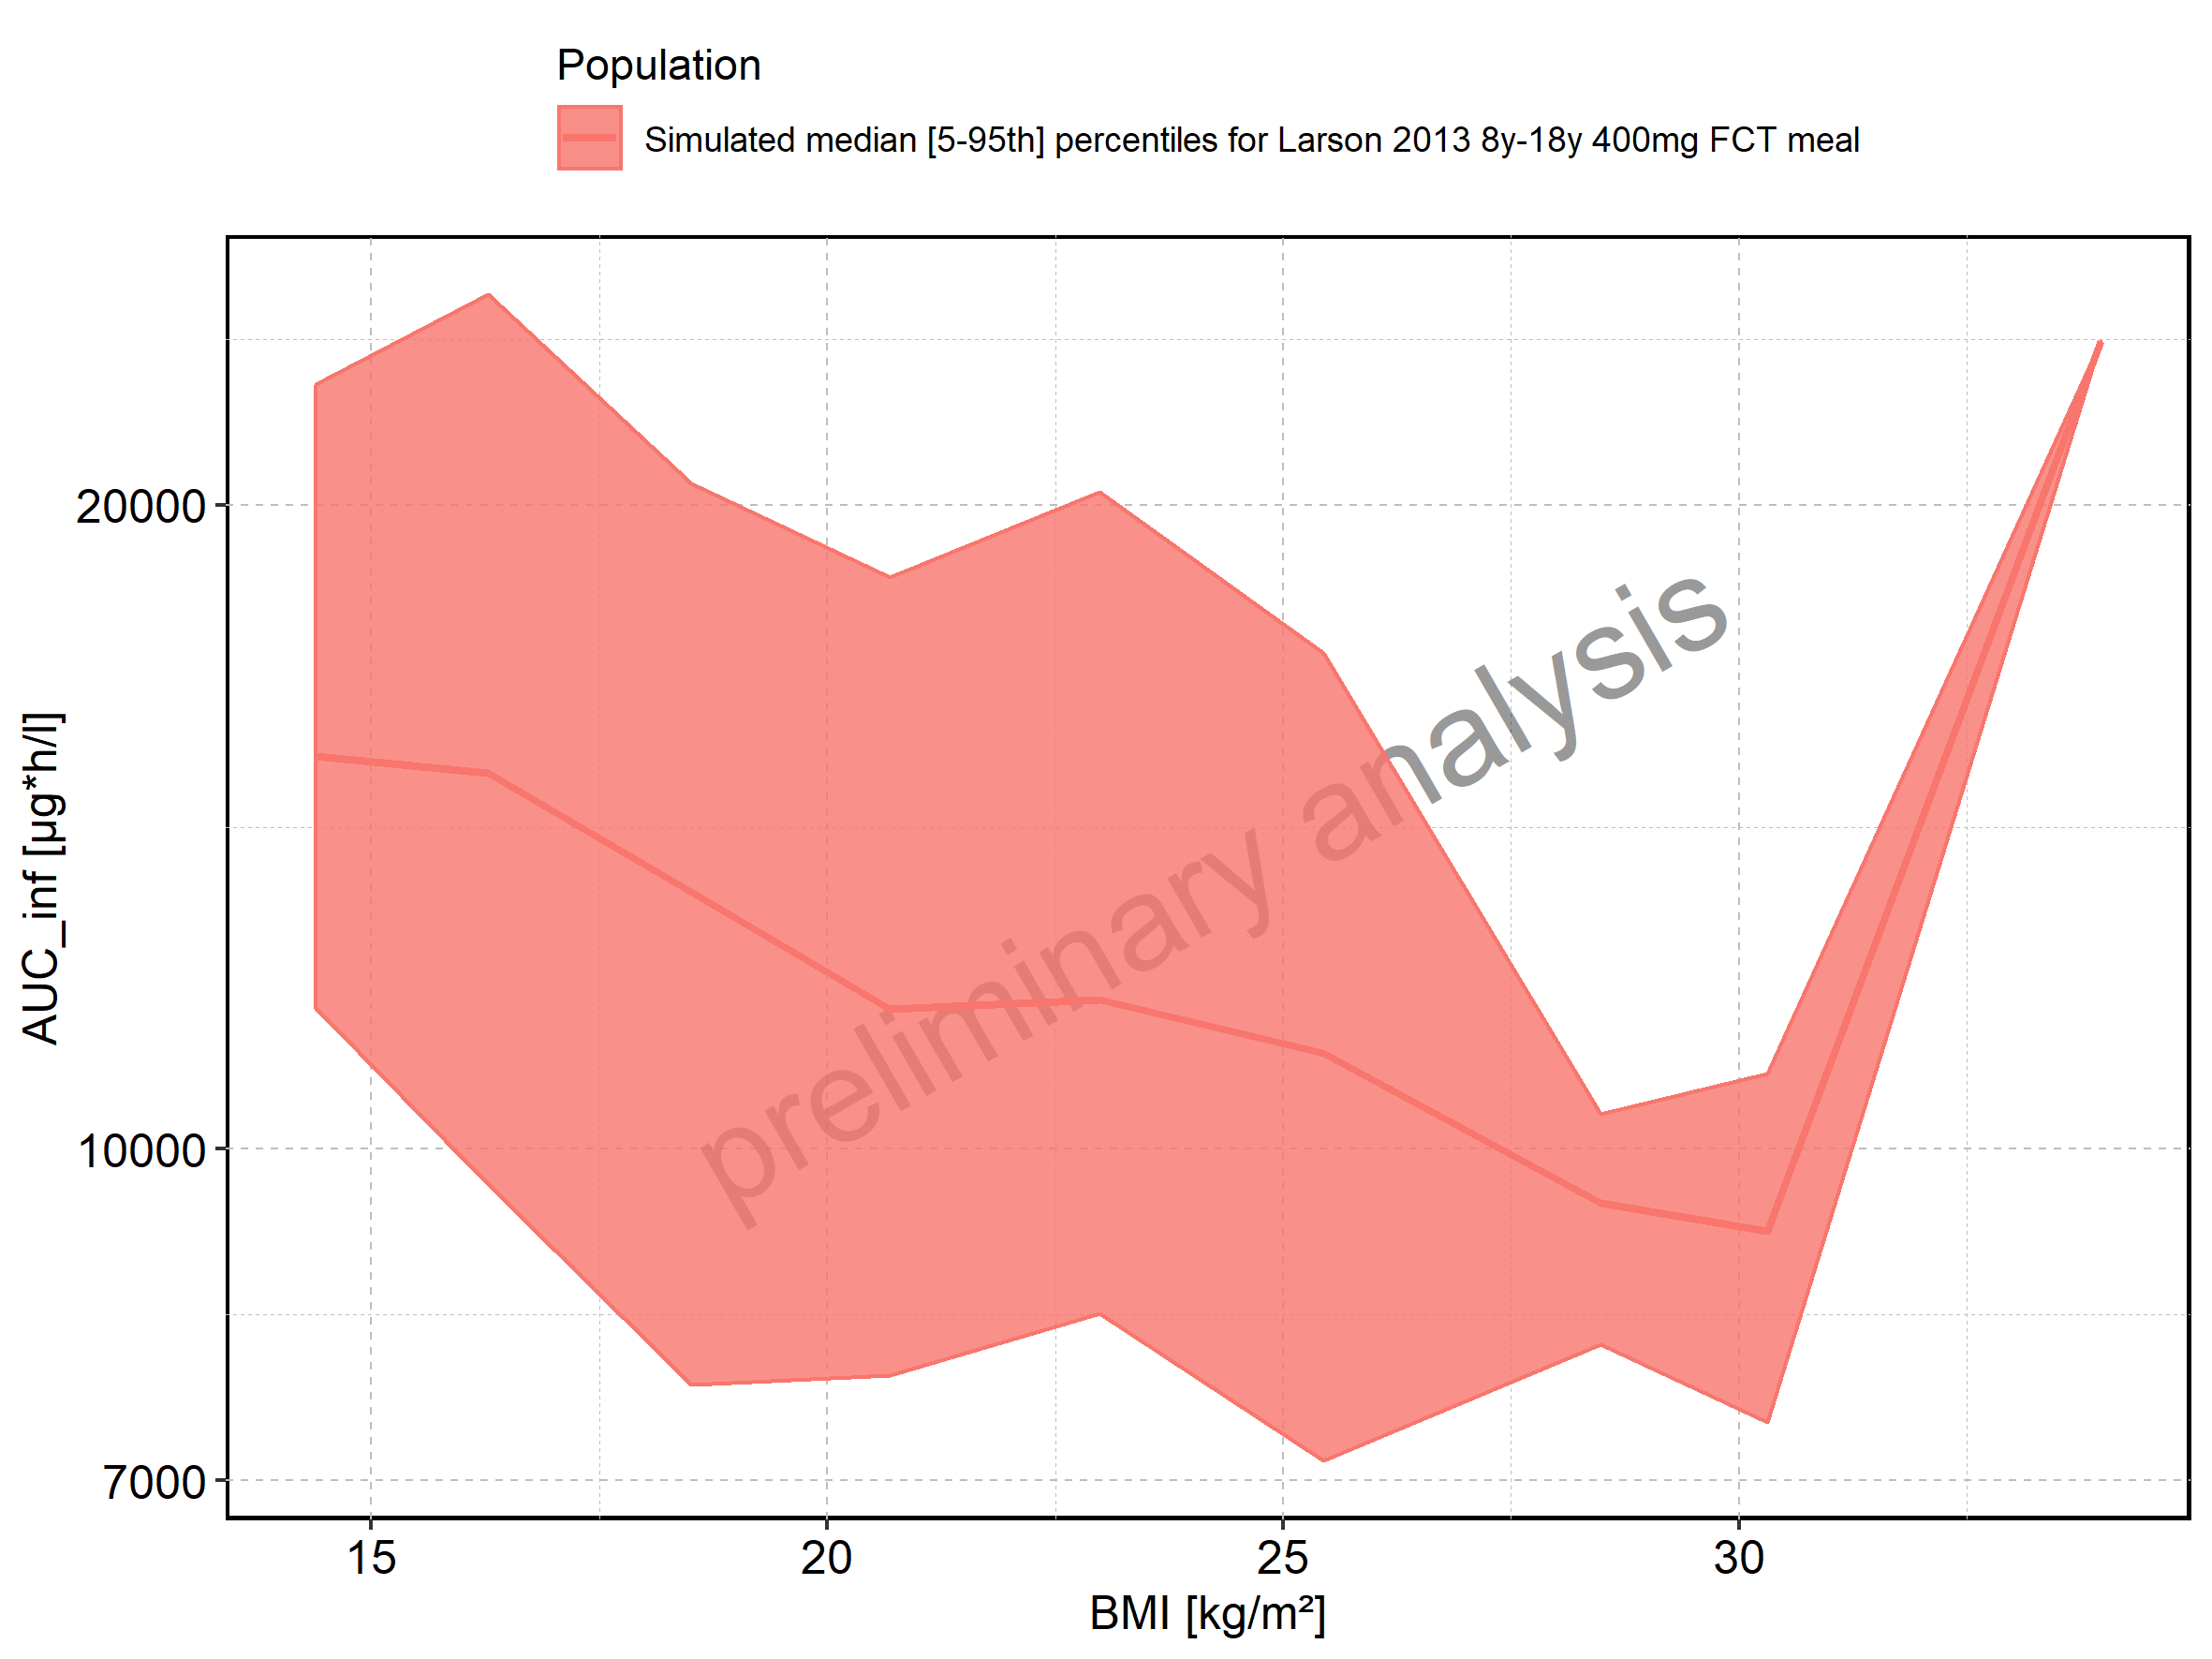 Population
Simulated median [5-95th] percentiles for Larson 2013 8y-18y 400mg FCT meal
20000
10000
7000
AUC_inf [µg*h/l]
preliminary analysis
15
20
25
30
BMI [kg/m²]